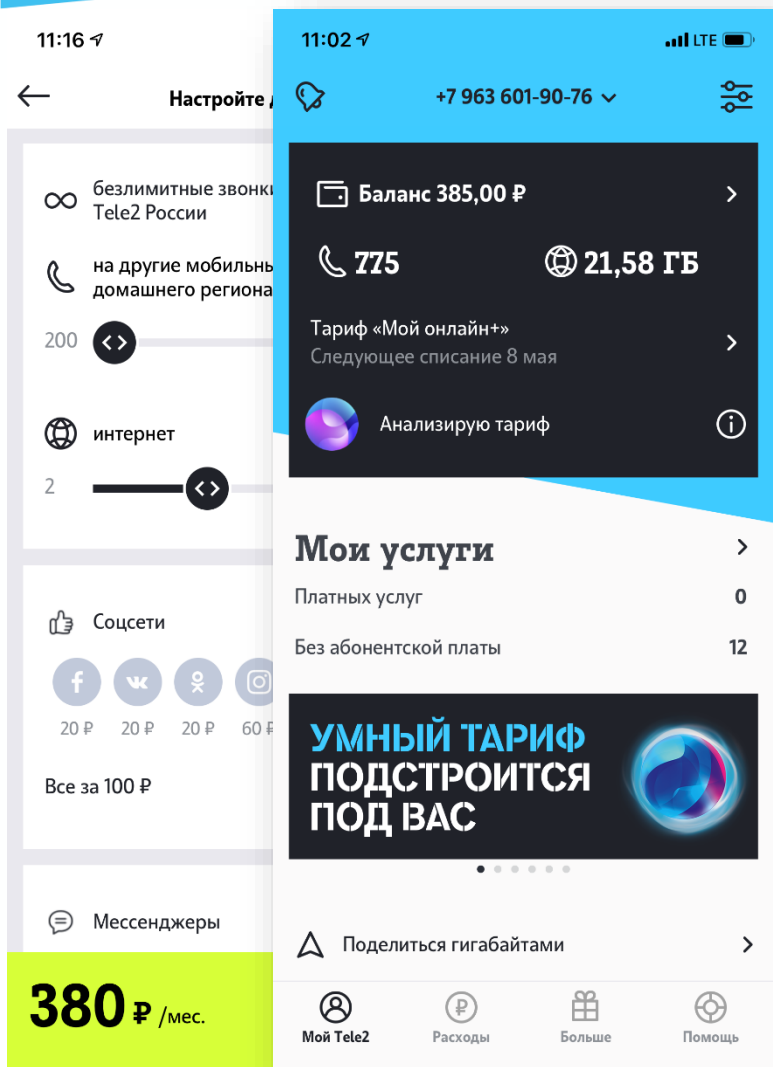 11:16
Настройте
безлимитные звонки
Tele2 России
на другие мобильны
домашнего региона
200
интернет
2
Соцсети
20 ₽ 20 ₽ 20 ₽ 60 ₽
Все за 100 ₽
Мессенджеры
380 ₽ /мес.
11:02 LTE
+7 963 601-90-76
Баланс 385,00 ₽
775 21,58 ГБ
Тариф «Мой онлайн+»
Следующее списание 8 мая
Анализирую тариф
Мои услуги
Платных услуг 0
Без абонентской платы 12
УМНЫЙ ТАРИФ
ПОДСТРОИТСЯ
ПОД ВАС
Поделиться гигабайтами
Мой Tele2 Расходы Больше Помощь